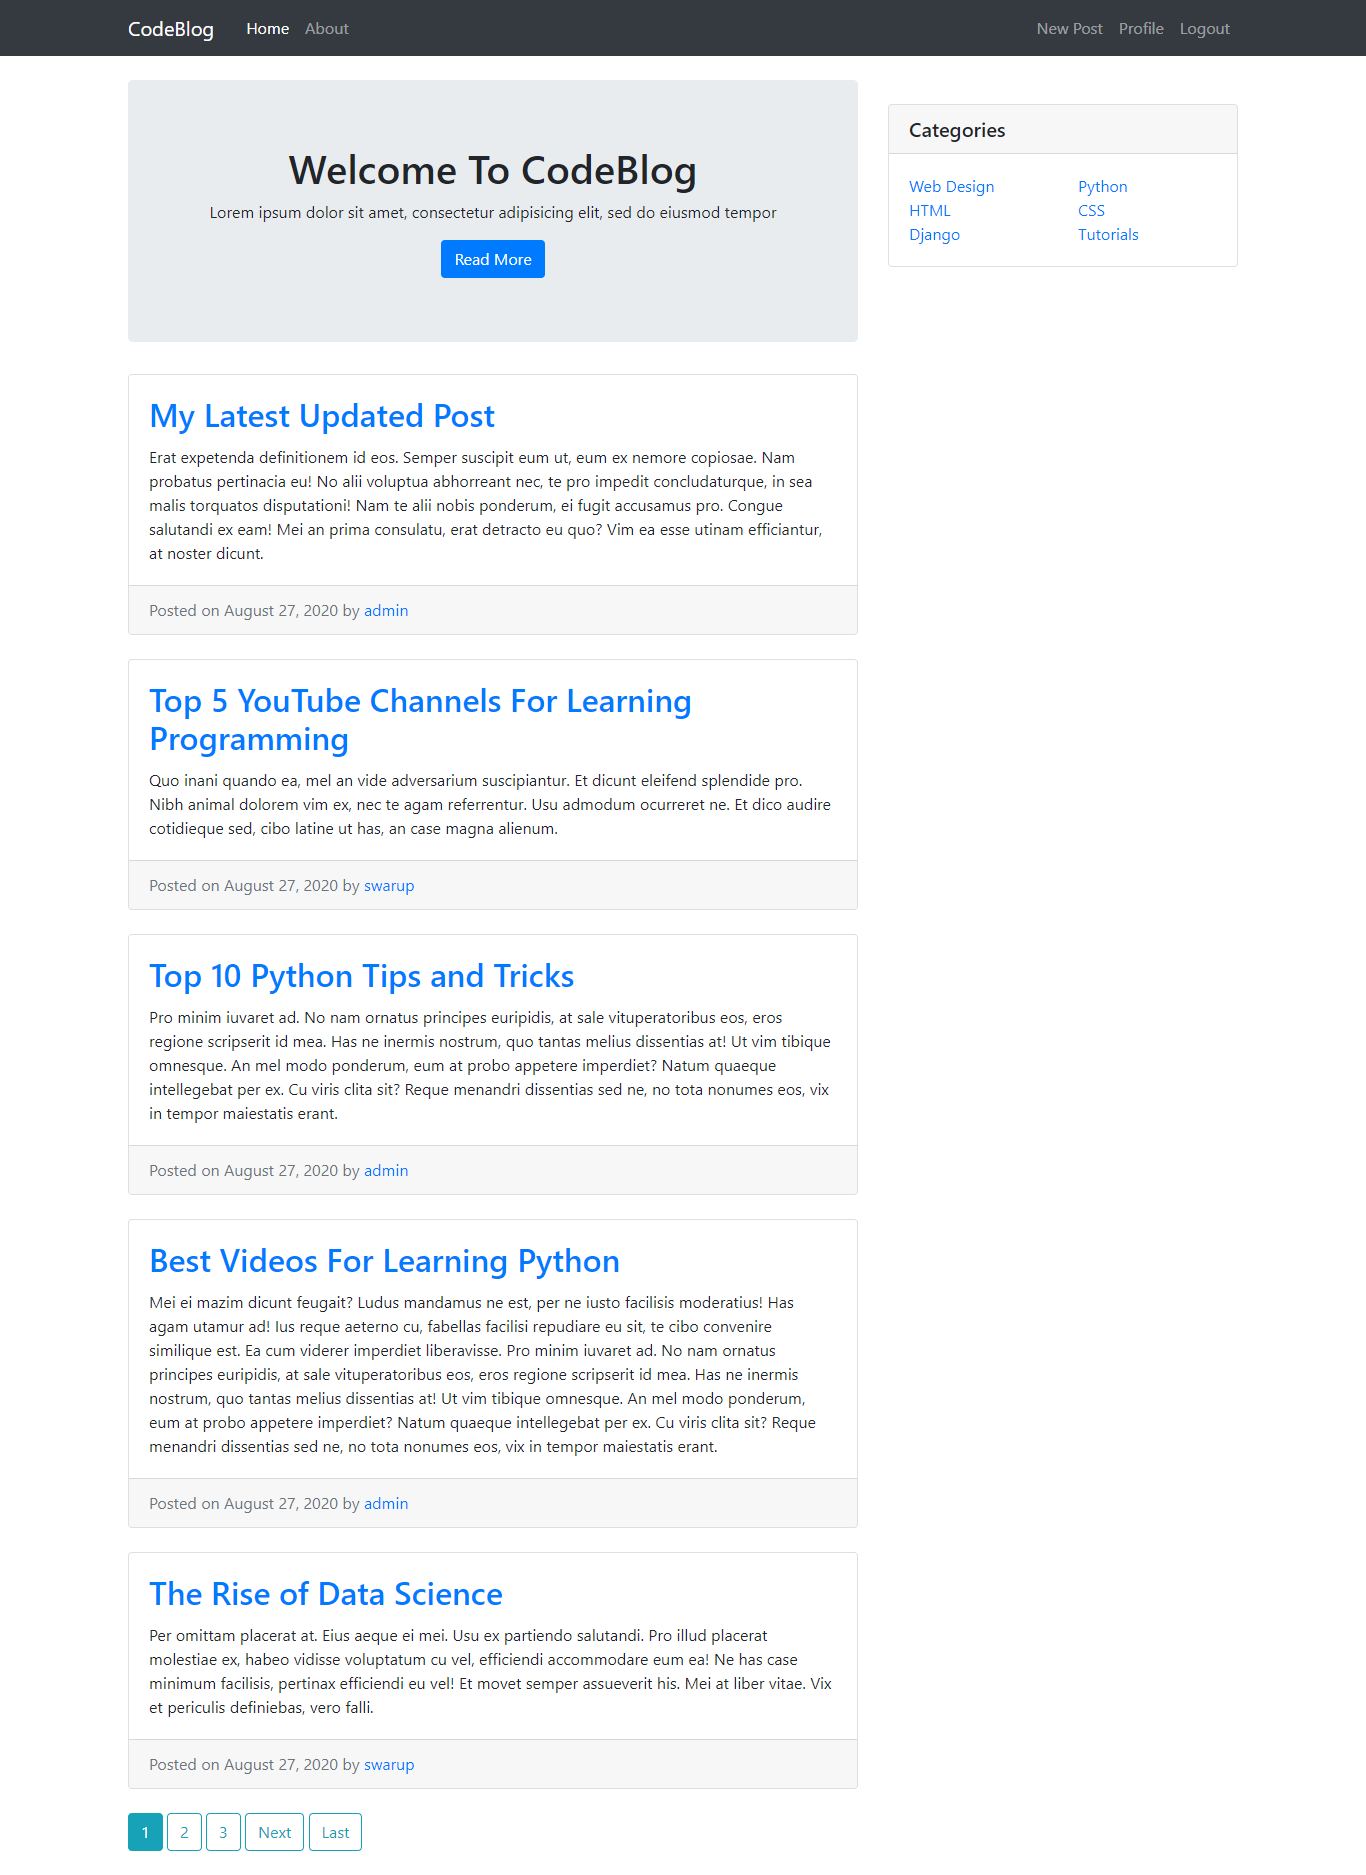 CodeBlog Home About New Post Profile Logout
Welcome To CodeBlog
Lorem ipsum dolor sit amet, consectetur adipisicing elit, sed do eiusmod tempor
Read More
Categories
Web Design Python
HTML CSS
Django Tutorials
My Latest Updated Post
Erat expetenda definitionem id eos. Semper suscipit eum ut, eum ex nemore copiosae. Nam
probatus pertinacia eu! No alii voluptua abhorreant nec, te pro impedit concludaturque, in sea
malis torquatos disputationi! Nam te alii nobis ponderum, ei fugit accusamus pro. Congue
salutandi ex eam! Mei an prima consulatu, erat detracto eu quo? Vim ea esse utinam efficiantur,
at noster dicunt.
Posted on August 27, 2020 by admin
Top 5 YouTube Channels For Learning
Programming
Quo inani quando ea, mel an vide adversarium suscipiantur. Et dicunt eleifend splendide pro.
Nibh animal dolorem vim ex, nec te agam referrentur. Usu admodum ocurreret ne. Et dico audire
cotidieque sed, cibo latine ut has, an case magna alienum.
Posted on August 27, 2020 by swarup
Top 10 Python Tips and Tricks
Pro minim iuvaret ad. No nam ornatus principes euripidis, at sale vituperatoribus eos, eros
regione scripserit id mea. Has ne inermis nostrum, quo tantas melius dissentias at! Ut vim tibique
omnesque. An mel modo ponderum, eum at probo appetere imperdiet? Natum quaeque
intellegebat per ex. Cu viris clita sit? Reque menandri dissentias sed ne, no tota nonumes eos, vix
in tempor maiestatis erant.
Posted on August 27, 2020 by admin
Best Videos For Learning Python
Mei ei mazim dicunt feugait? Ludus mandamus ne est, per ne iusto facilisis moderatius! Has
agam utamur ad! Ius reque aeterno cu, fabellas facilisi repudiare eu sit, te cibo convenire
similique est. Ea cum viderer imperdiet liberavisse. Pro minim iuvaret ad. No nam ornatus
principes euripidis, at sale vituperatoribus eos, eros regione scripserit id mea. Has ne inermis
nostrum, quo tantas melius dissentias at! Ut vim tibique omnesque. An mel modo ponderum,
eum at probo appetere imperdiet? Natum quaeque intellegebat per ex. Cu viris clita sit? Reque
menandri dissentias sed ne, no tota nonumes eos, vix in tempor maiestatis erant.
Posted on August 27, 2020 by admin
The Rise of Data Science
Per omittam placerat at. Eius aeque ei mei. Usu ex partiendo salutandi. Pro illud placerat
molestiae ex, habeo vidisse voluptatum cu vel, efficiendi accommodare eum ea! Ne has case
minimum facilisis, pertinax efficiendi eu vel! Et movet semper assueverit his. Mei at liber vitae. Vix
et periculis definiebas, vero falli.
Posted on August 27, 2020 by swarup
1 2 3 Next Last